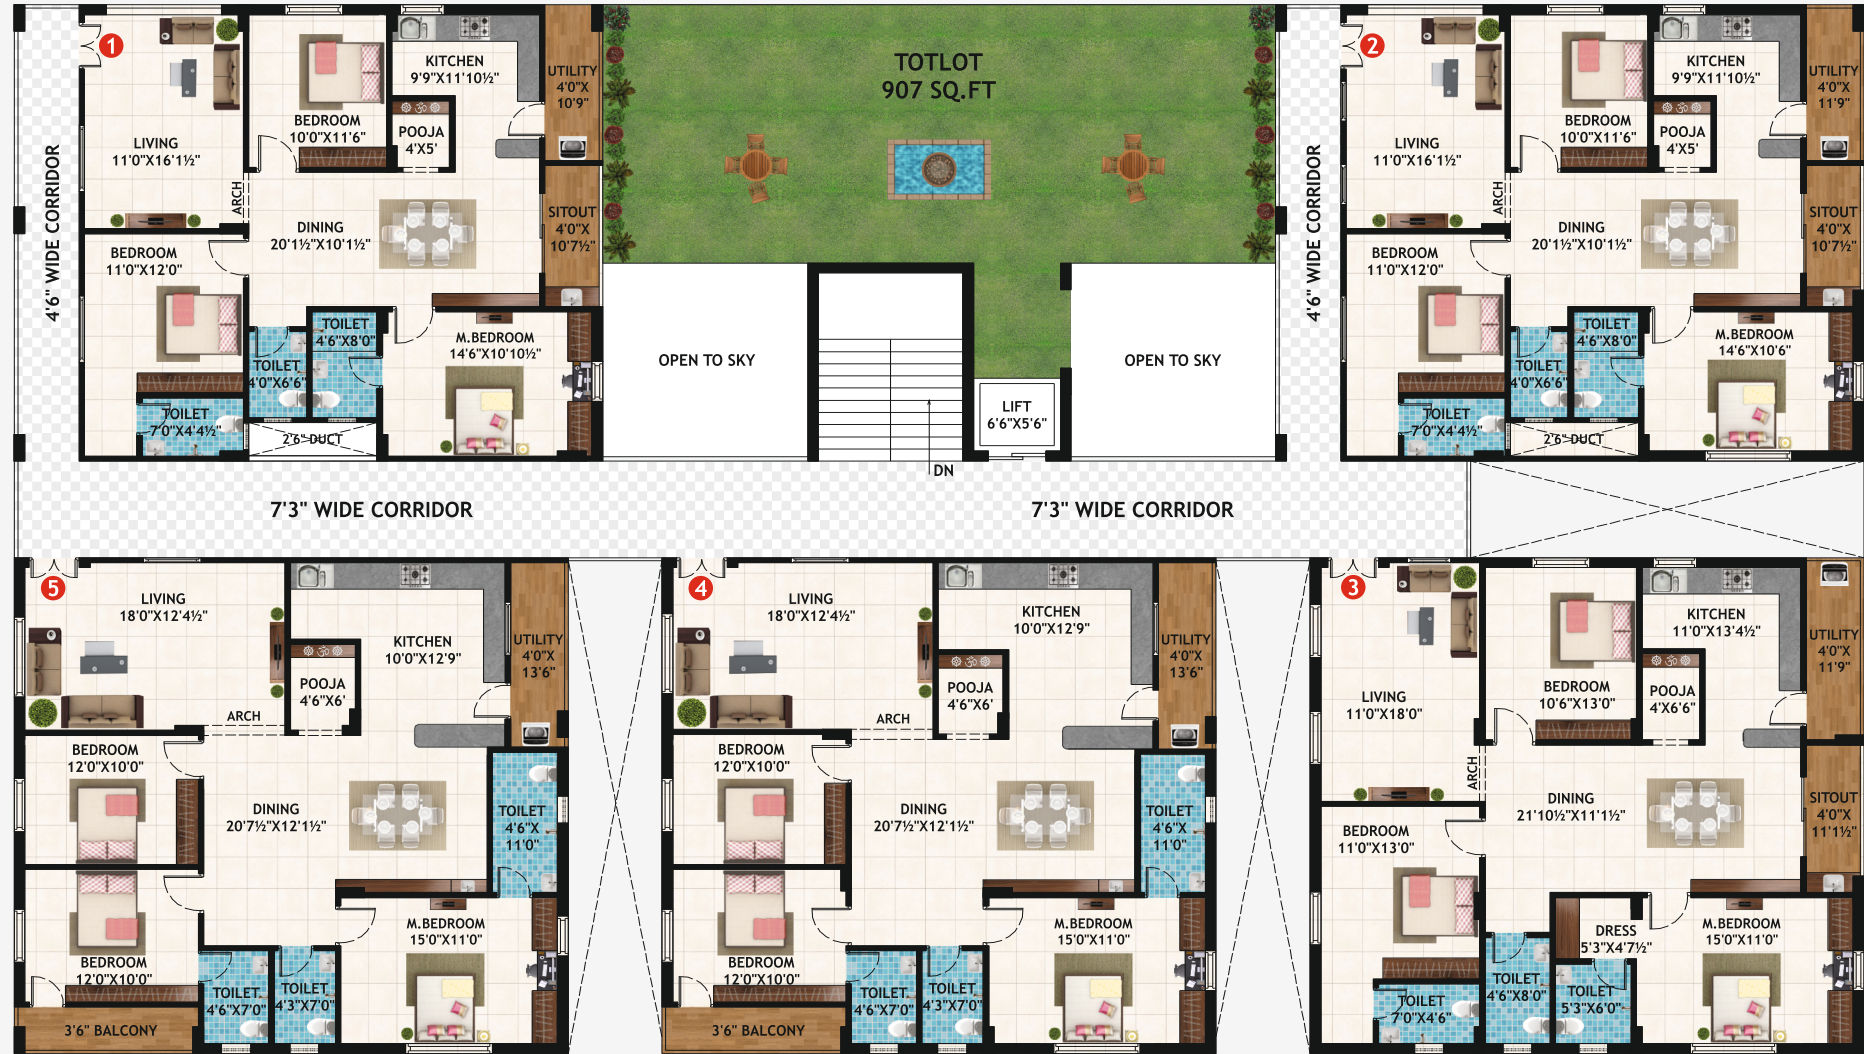 1
LIVING
11'0"X16'1½"
BEDROOM
10'0"X11'6"
KITCHEN
9'9"X11'10½"
POOJA
4'X5'
UTILITY
4'0"X
10'9"
SITOUT
4'0"X
10'7½"
ARCH
DINING
20'1½"X10'1½"
BEDROOM
11'0"X12'0"
TOILET
7'0"X4'4½"
TOILET
4'0"X6'6"
TOILET
4'6"X8'0"
2'6" DUCT
M.BEDROOM
14'6"X10'10½"
4'6" WIDE CORRIDOR
TOTLOT
907 SQ.FT
OPEN TO SKY
DN
LIFT
6'6"X5'6"
OPEN TO SKY
4'6" WIDE CORRIDOR
2
LIVING
11'0"X16'1½"
BEDROOM
10'0"X11'6"
KITCHEN
9'9"X11'10½"
POOJA
4'X5'
UTILITY
4'0"X
11'9"
SITOUT
4'0"X
10'7½"
ARCH
DINING
20'1½"X10'1½"
BEDROOM
11'0"X12'0"
TOILET
7'0"X4'4½"
TOILET
4'0"X6'6"
TOILET
4'6"X8'0"
2'6" DUCT
M.BEDROOM
14'6"X10'6"
7'3" WIDE CORRIDOR
7'3" WIDE CORRIDOR
5
LIVING
18'0"X12'4½"
KITCHEN
10'0"X12'9"
UTILITY
4'0"X
13'6"
POOJA
4'6"X6'
ARCH
BEDROOM
12'0"X10'0"
DINING
20'7½"X12'1½"
TOILET
4'6"X
11'0"
BEDROOM
12'0"X10'0"
TOILET
4'6"X7'0"
TOILET
4'3"X7'0"
M.BEDROOM
15'0"X11'0"
3'6" BALCONY
4
LIVING
18'0"X12'4½"
KITCHEN
10'0"X12'9"
UTILITY
4'0"X
13'6"
POOJA
4'6"X6'
ARCH
BEDROOM
12'0"X10'0"
DINING
20'7½"X12'1½"
TOILET
4'6"X
11'0"
BEDROOM
12'0"X10'0"
TOILET
4'6"X7'0"
TOILET
4'3"X7'0"
M.BEDROOM
15'0"X11'0"
3'6" BALCONY
3
LIVING
11'0"X18'0"
BEDROOM
10'6"X13'0"
KITCHEN
11'0"X13'4½"
POOJA
4'X6'6"
UTILITY
4'0"X
11'9"
SITOUT
4'0"X
11'1½"
ARCH
DINING
21'10½"X11'1½"
BEDROOM
11'0"X13'0"
DRESS
5'3"X4'7½"
M.BEDROOM
15'0"X11'0"
TOILET
7'0"X4'6"
TOILET
4'6"X8'0"
TOILET
5'3"X6'0"